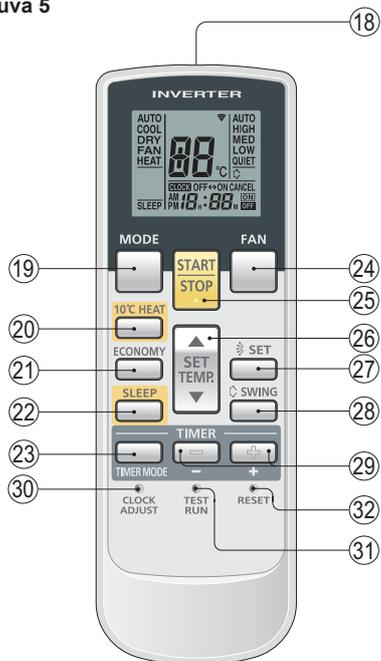 uva 5
18
INVERTER
AUTO
COOL
DRY
FAN
HEAT
SLEEP
88
°C
AUTO
HIGH
MED
LOW
QUIET
CLOCK OFF↔ON CANCEL
AM
PM 18 H : 88 M ON
OFF
MODE
FAN
START
STOP
19
24
25
10°C HEAT
20
26
ECONOMY
21
SET
TEMP.
SET
27
SLEEP
22
SWING
28
TIMER
23
29
TIMER MODE
–
+
30
CLOCK
ADJUST
TEST
RUN
RESET
32
31